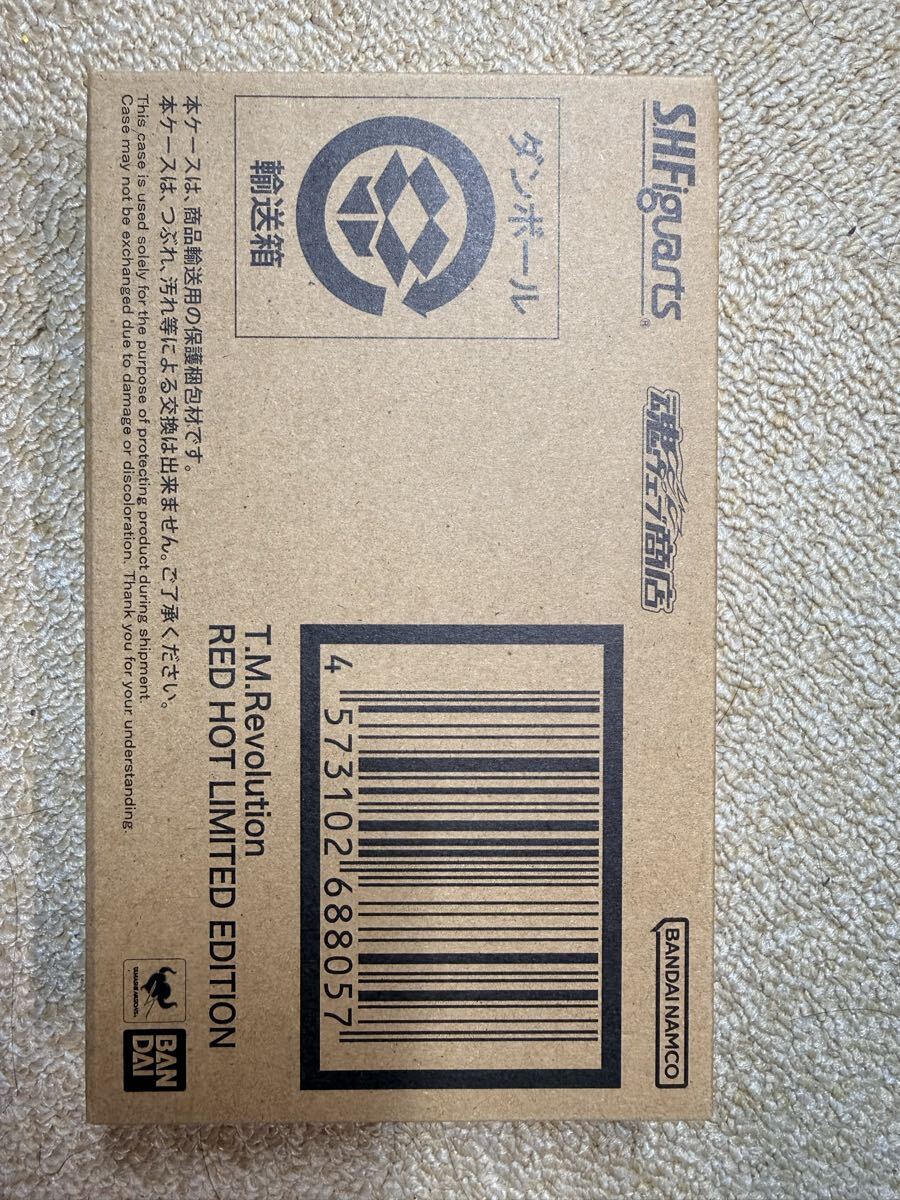 S.H.Figuarts®
魂ウェブ商店
BANDAI NAMCO
ダンボール
輸送箱
4 573102 688057
T.M.Revolution
RED HOT LIMITED EDITION
本ケースは、商品輸送用の保護梱包材です。
本ケースは、つぶれ、汚れ等による交換は出来ません。ご了承ください。
This case is used solely for the purpose of protecting product during shipment.
Case may not be exchanged due to damage or discoloration. Thank you for your understanding.
TAMASHII NATIONS
BAN
DAI